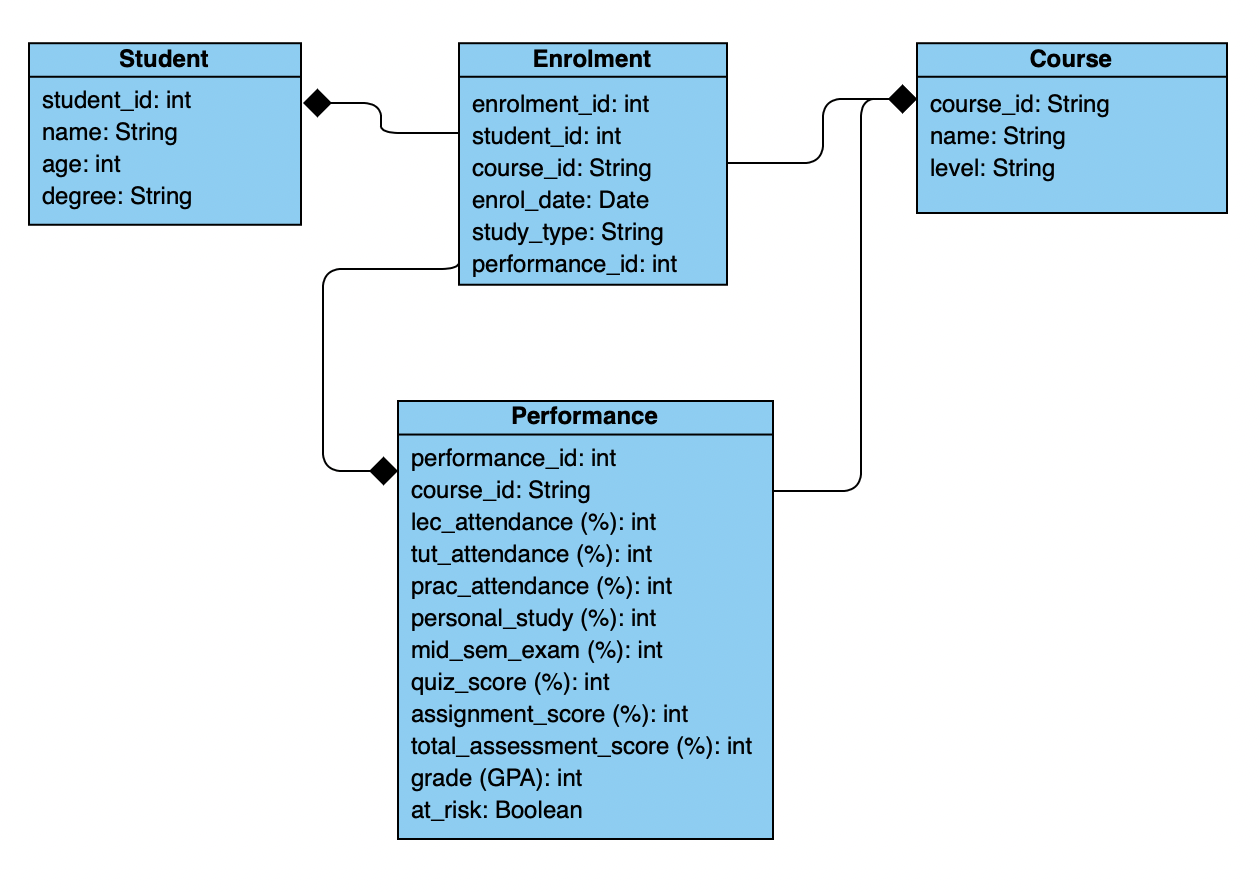 Student
student_id: int
name: String
age: int
degree: String
Enrolment
enrolment_id: int
student_id: int
course_id: String
enrol_date: Date
study_type: String
performance_id: int
Course
course_id: String
name: String
level: String
Performance
performance_id: int
course_id: String
lec_attendance (%): int
tut_attendance (%): int
prac_attendance (%): int
personal_study (%): int
mid_sem_exam (%): int
quiz_score (%): int
assignment_score (%): int
total_assessment_score (%): int
grade (GPA): int
at_risk: Boolean